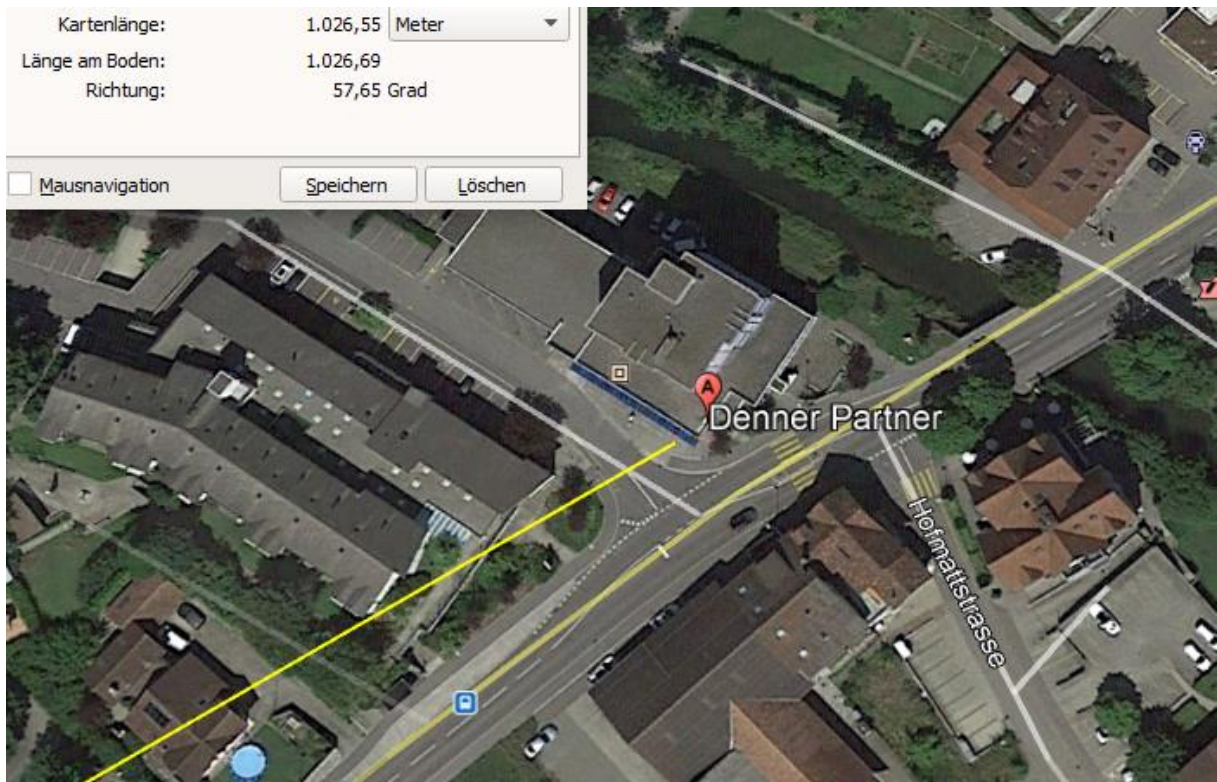 Kartenlänge: 1.026,55 Meter
Länge am Boden: 1.026,69
Richtung: 57,65 Grad
Mausnavigation Speichern Löschen
A
Denner Partner
Hofmattstrasse